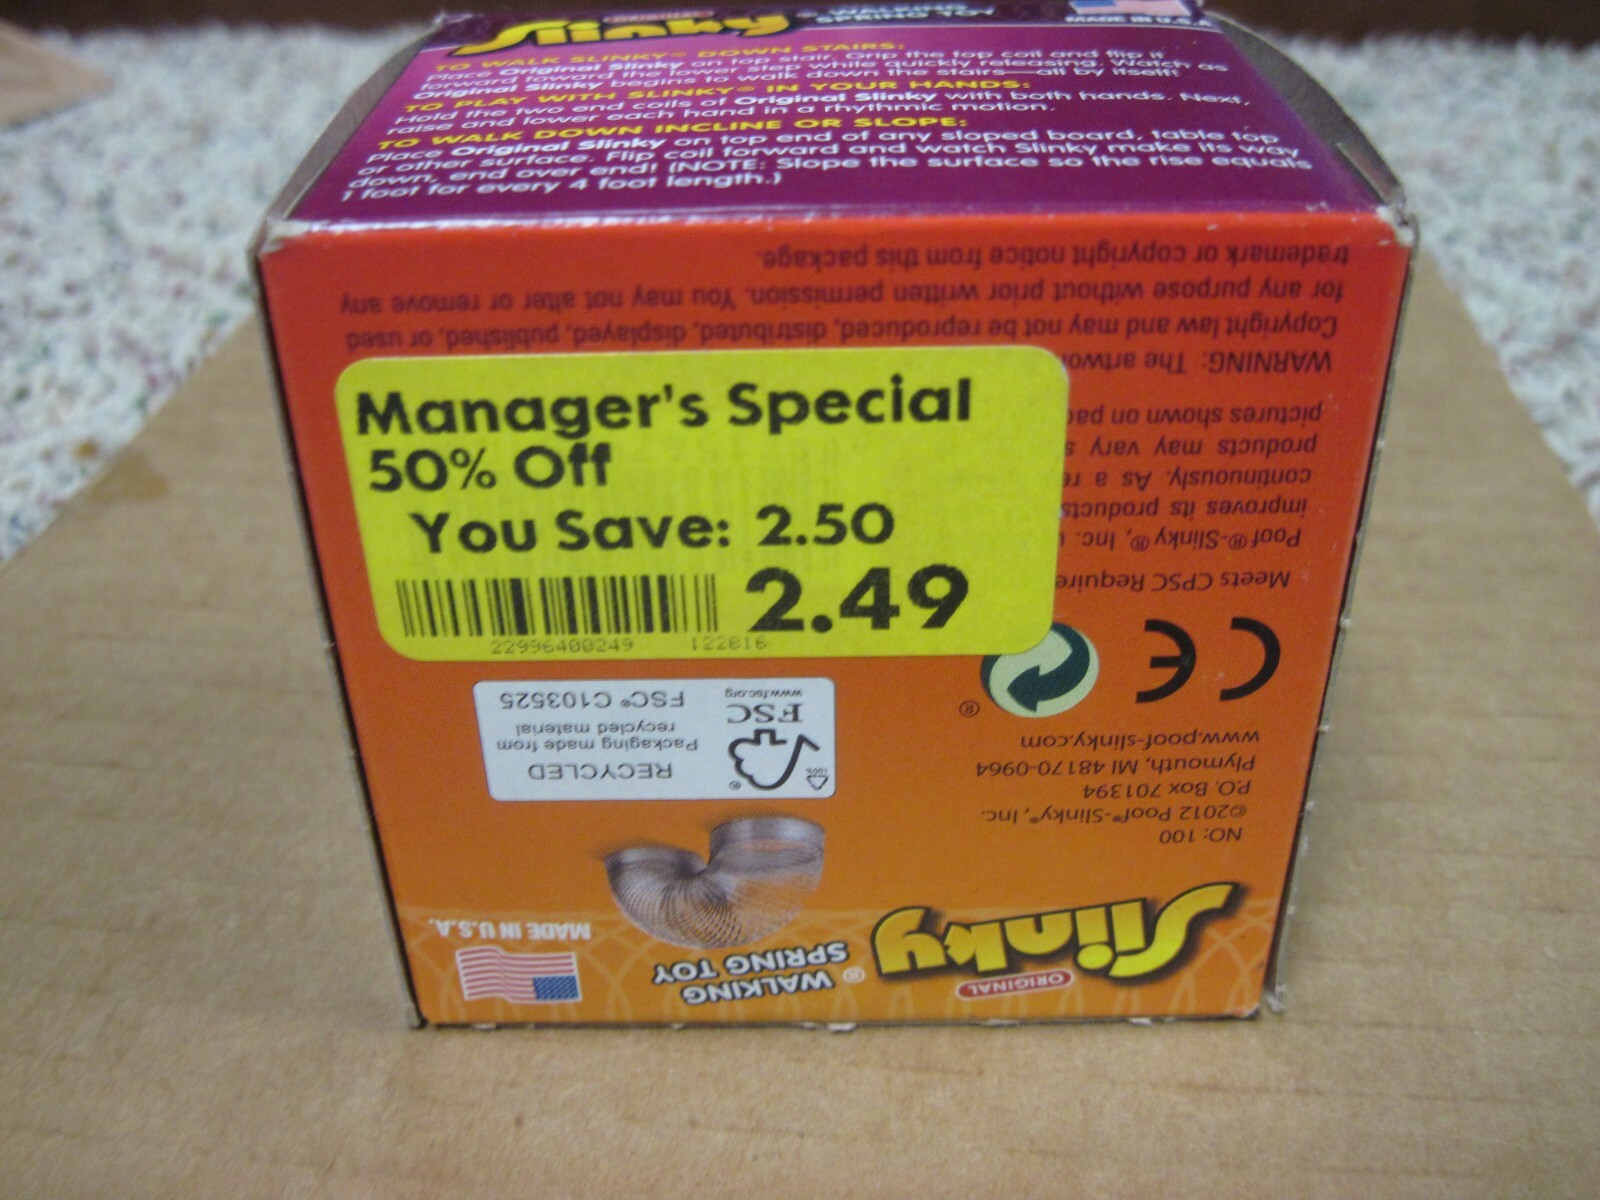 ORIGINAL
Slinky® WALKING
SPRING TOY
MADE IN U.S.A.
TO WALK SLINKY® DOWN STAIRS:
Place Original Slinky on top stair. Grip the top coil and flip it
forward toward the lower step while quickly releasing. Watch as
Original Slinky begins to walk down the stairs—all by itself!
TO PLAY WITH SLINKY® IN YOUR HANDS:
Hold the two end coils of Original Slinky with both hands. Next,
raise and lower each hand in a rhythmic motion.
TO WALK DOWN INCLINE OR SLOPE:
Place Original Slinky on top end of any sloped board, table top
or other surface. Flip coil forward and watch Slinky make its way
down, end over end! (NOTE: Slope the surface so the rise equals
1 foot for every 4 foot length.)
Manager's Special
50% Off
You Save: 2.50
2.49
22996400249 122816
ORIGINAL
Slinky®
WALKING
SPRING TOY
MADE IN U.S.A.
NO: 100
©2012 Poof®-Slinky®, Inc.
P.O. Box 701394
Plymouth, MI 48170-0964
www.poof-slinky.com
100%
RECYCLED
Packaging made from
recycled material
FSC® C103525
FSC
www.fsc.org
CE
Meets CPSC Require
Poof®-Slinky®, Inc.
improves its products
continuously. As a re
products may vary
pictures shown on
WARNING: The
Copyright law and may not be reproduced, distributed, displayed, published, or used
for any purpose without prior written permission. You may not alter or remove any
trademark or copyright notice from this package.